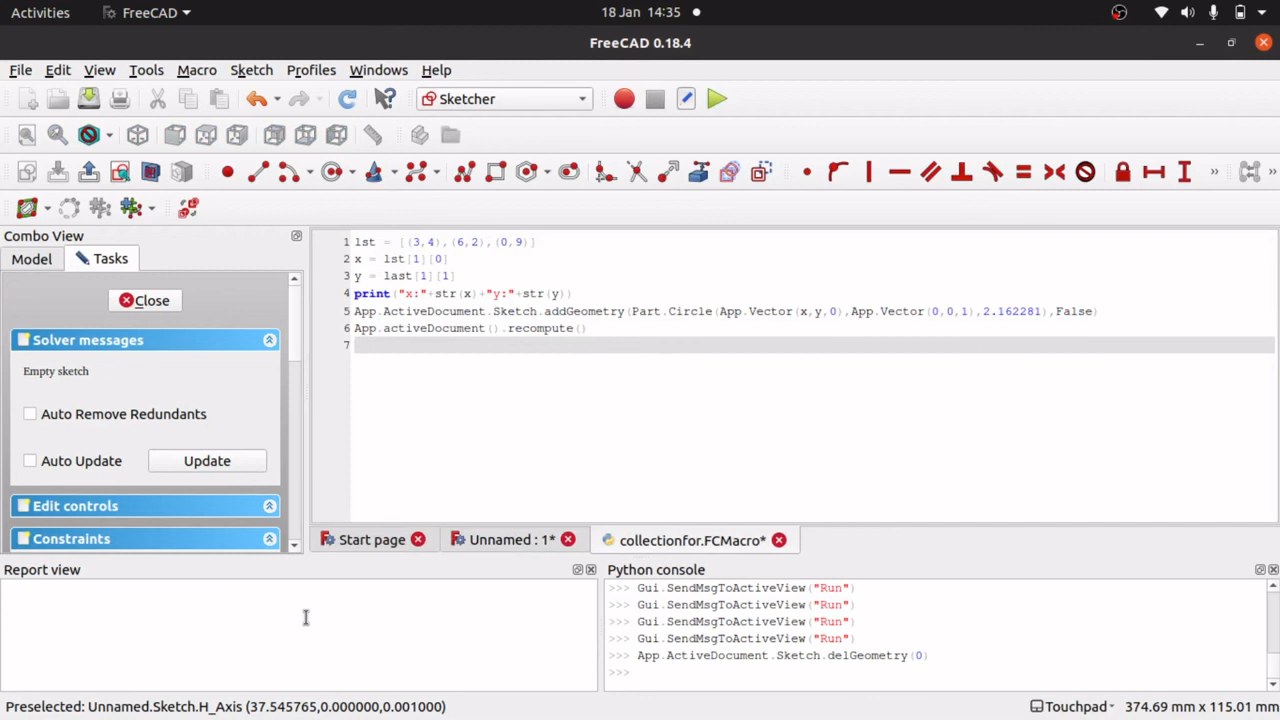 Activities FreeCAD 18 Jan 14:35
FreeCAD 0.18.4
File Edit View Tools Macro Sketch Profiles Windows Help
Sketcher
»
»
Combo View
Model Tasks
Close
Solver messages
Empty sketch
Auto Remove Redundants
Auto Update Update
Edit controls
Constraints
1 lst = [(3,4),(6,2),(0,9)]
2 x = lst[1][0]
3 y = last[1][1]
4 print("x:"+str(x)+"y:"+str(y))
5 App.ActiveDocument.Sketch.addGeometry(Part.Circle(App.Vector(x,y,0),App.Vector(0,0,1),2.162281),False)
6 App.activeDocument().recompute()
7
Start page Unnamed : 1* collectionfor.FCMacro*
Report view
Python console
>>> Gui.SendMsgToActiveView("Run")
>>> Gui.SendMsgToActiveView("Run")
>>> Gui.SendMsgToActiveView("Run")
>>> Gui.SendMsgToActiveView("Run")
>>> App.ActiveDocument.Sketch.delGeometry(0)
>>>
Preselected: Unnamed.Sketch.H_Axis (37.545765,0.000000,0.001000) Touchpad 374.69 mm x 115.01 mm